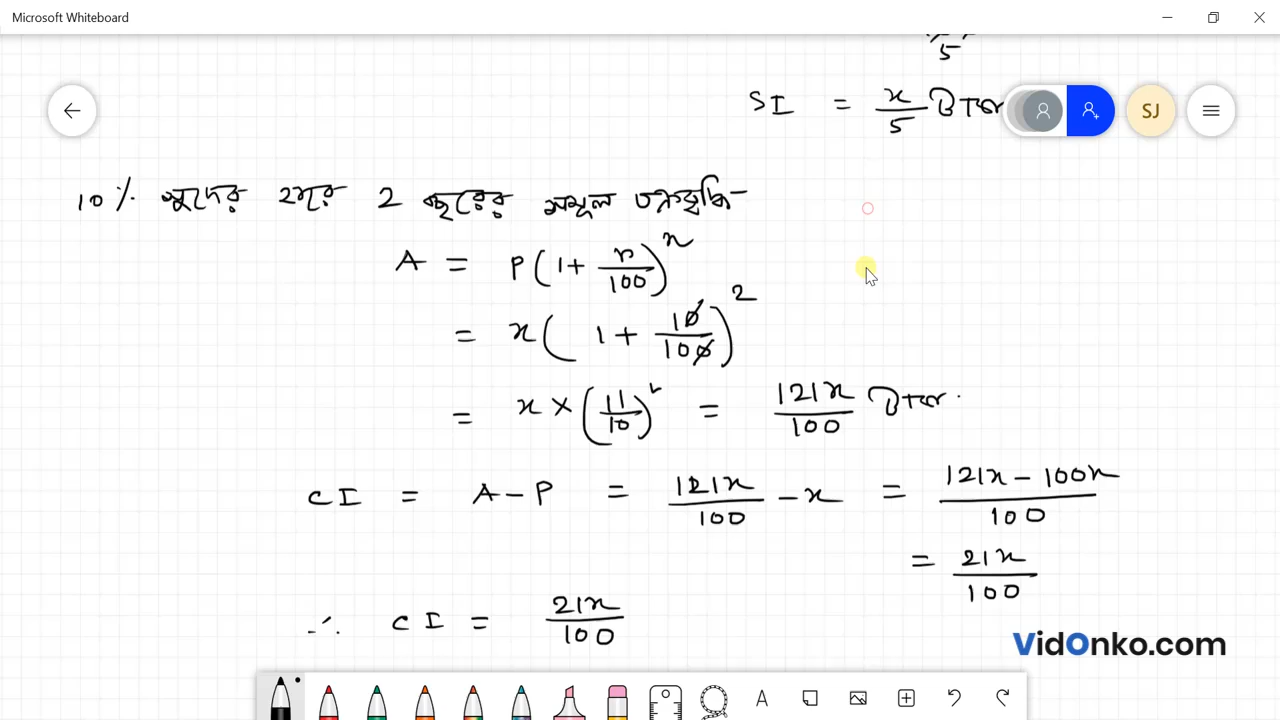 Microsoft Whiteboard
5
SI = x/5 টাকা
SJ
10% সুদের হারে 2 বছরের সমূল চক্রবৃদ্ধি-
A = P(1 + r/100)^n
= x(1 + 10/100)^2
= x × (11/10)^2 = 121x/100 টাকা.
CI = A - P = 121x/100 - x = (121x - 100x)/100
= 21x/100
∴ CI = 21x/100
VidOnko.com
A